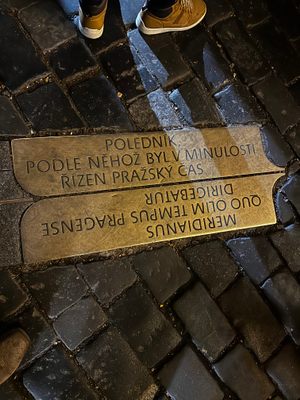 POLEDNÍK,
PODLE NĚHOŽ BYL V MINULOSTI
ŘÍZEN PRAŽSKÝ ČAS
MERIDIANUS
QUO OLIM TEMPUS PRAGENSE
DIRIGEBATUR